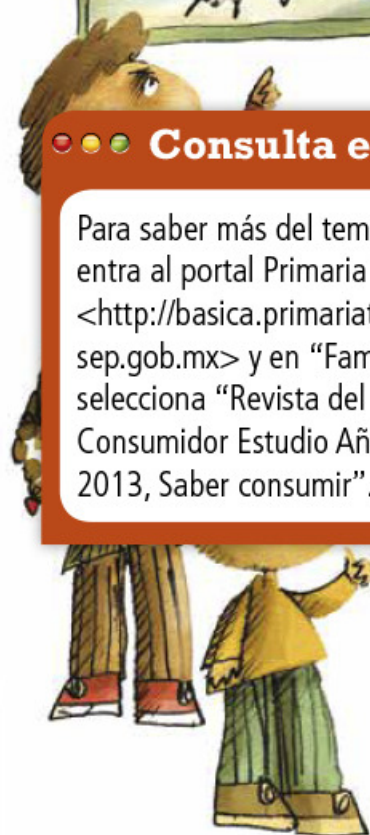 Consulta e
Para saber más del tem
entra al portal Primaria
<http://basica.primariat
sep.gob.mx> y en “Fam
selecciona “Revista del
Consumidor Estudio Añ
2013, Saber consumir”.